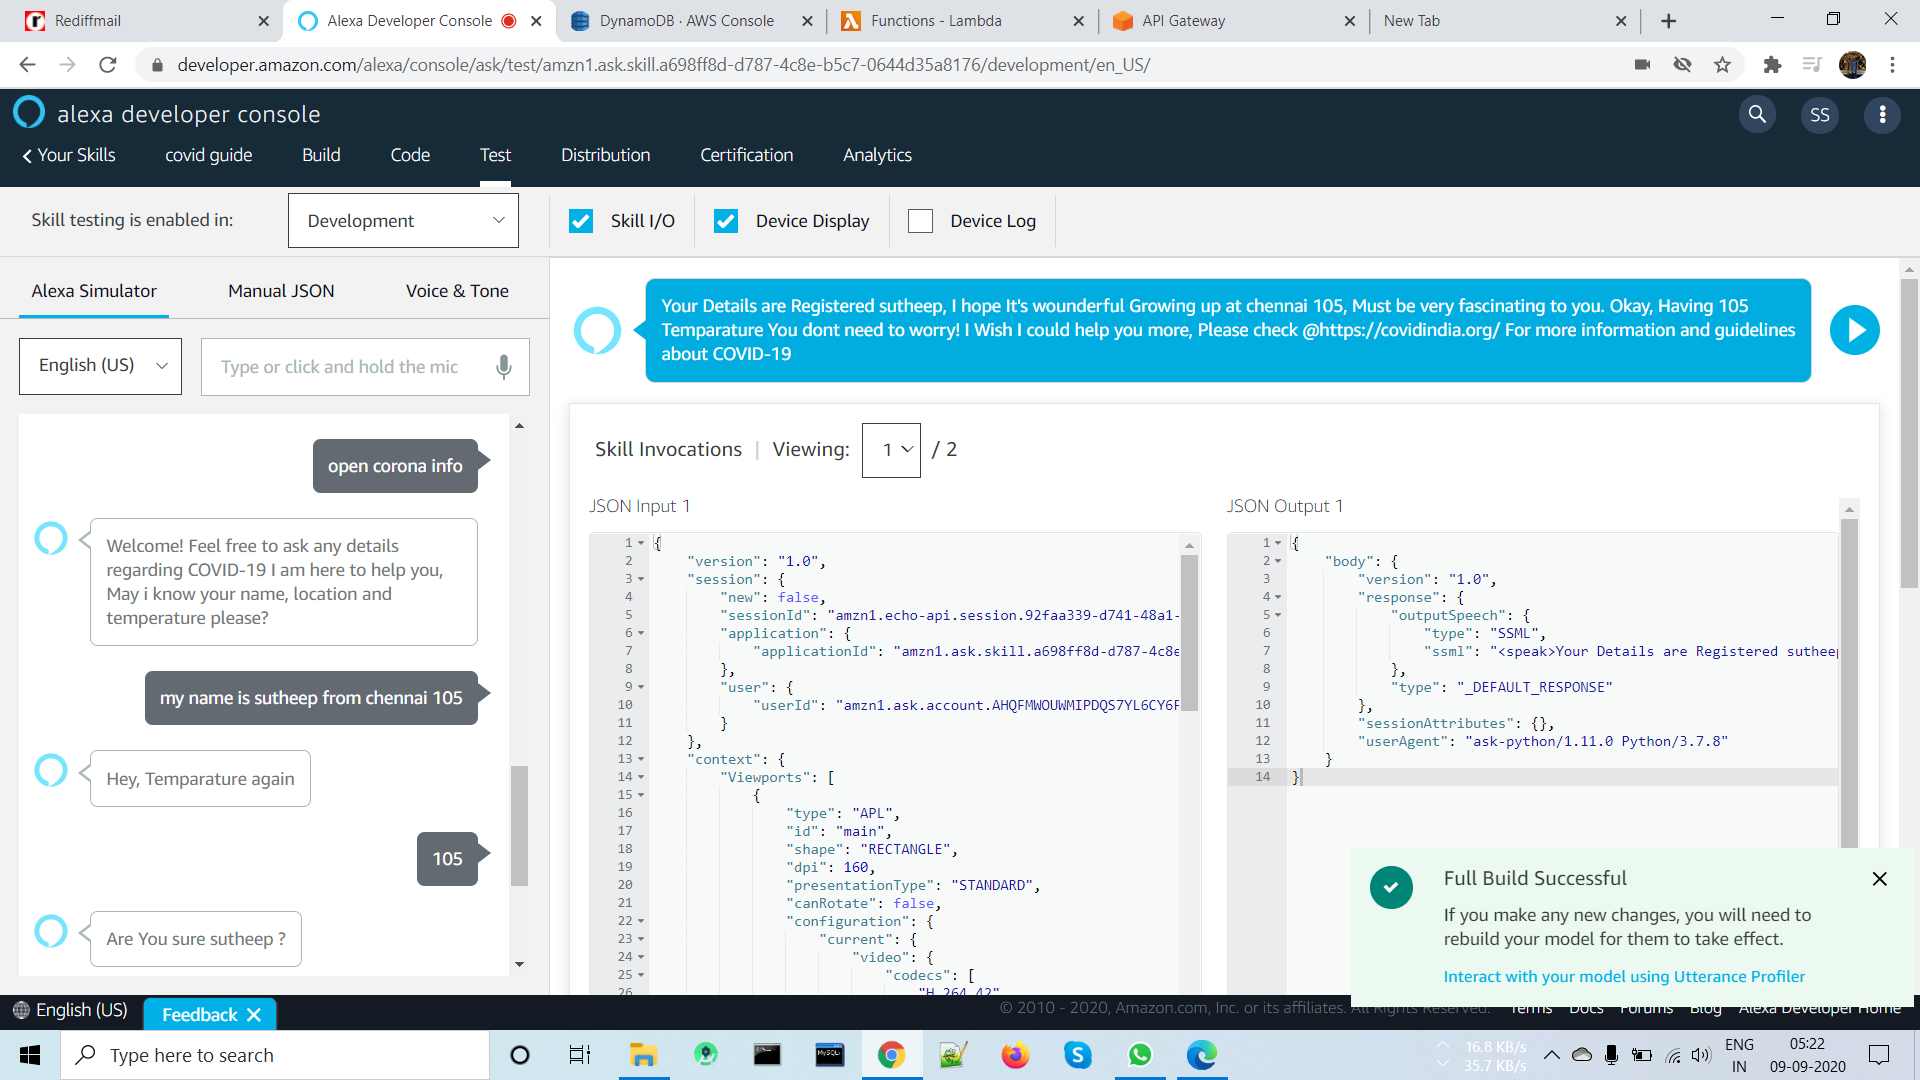 Rediffmail
Alexa Developer Console
DynamoDB · AWS Console
Functions - Lambda
API Gateway
New Tab
developer.amazon.com/alexa/console/ask/test/amzn1.ask.skill.a698ff8d-d787-4c8e-b5c7-0644d35a8176/development/en_US/
alexa developer console
SS
Your Skills
covid guide
Build
Code
Test
Distribution
Certification
Analytics
Skill testing is enabled in:
Development
Skill I/O
Device Display
Device Log
Alexa Simulator
Manual JSON
Voice & Tone
English (US)
Type or click and hold the mic
open corona info
Welcome! Feel free to ask any details
regarding COVID-19 I am here to help you,
May i know your name, location and
temperature please?
my name is sutheep from chennai 105
Hey, Temparature again
105
Are You sure sutheep ?
Your Details are Registered sutheep, I hope It's wounderful Growing up at chennai 105, Must be very fascinating to you. Okay, Having 105
Temparature You dont need to worry! I Wish I could help you more, Please check @https://covidindia.org/ For more information and guidelines
about COVID-19
Skill Invocations | Viewing: 1 / 2
JSON Input 1
1 {
2 "version": "1.0",
3 "session": {
4 "new": false,
5 "sessionId": "amzn1.echo-api.session.92faa339-d741-48a1-
6 "application": {
7 "applicationId": "amzn1.ask.skill.a698ff8d-d787-4c8e
8 },
9 "user": {
10 "userId": "amzn1.ask.account.AHQFMWOUWMIPDQS7YL6CY6F
11 }
12 },
13 "context": {
14 "Viewports": [
15 {
16 "type": "APL",
17 "id": "main",
18 "shape": "RECTANGLE",
19 "dpi": 160,
20 "presentationType": "STANDARD",
21 "canRotate": false,
22 "configuration": {
23 "current": {
24 "video": {
25 "codecs": [
26 "H_264_42"
JSON Output 1
1 {
2 "body": {
3 "version": "1.0",
4 "response": {
5 "outputSpeech": {
6 "type": "SSML",
7 "ssml": "<speak>Your Details are Registered sutheep
8 },
9 "type": "_DEFAULT_RESPONSE"
10 },
11 "sessionAttributes": {},
12 "userAgent": "ask-python/1.11.0 Python/3.7.8"
13 }
14 }
Full Build Successful
If you make any new changes, you will need to
rebuild your model for them to take effect.
Interact with your model using Utterance Profiler
English (US)
Feedback
© 2010 - 2020, Amazon.com, Inc. or its affiliates. All Rights Reserved.
Terms
Docs
Forums
Blog
Alexa Developer Home
Type here to search
MySQL
16.8 KB/s
35.7 KB/s
ENG
IN
05:22
09-09-2020